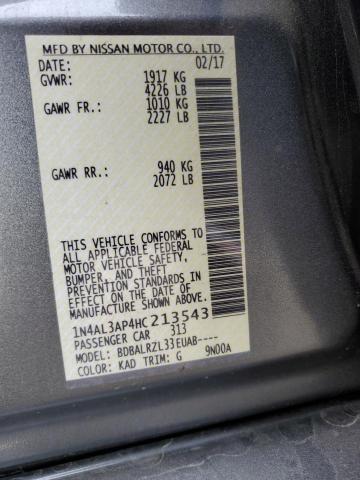 MFD BY NISSAN MOTOR CO., LTD.
DATE: 02/17
GVWR: 1917 KG
4226 LB
GAWR FR.: 1010 KG
2227 LB
GAWR RR.: 940 KG
2072 LB
THIS VEHICLE CONFORMS TO
ALL APPLICABLE FEDERAL
MOTOR VEHICLE SAFETY,
BUMPER, AND THEFT
PREVENTION STANDARDS IN
EFFECT ON THE DATE OF
MANUFACTURE SHOWN ABOVE.
1N4AL3AP4HC213543
PASSENGER CAR 313
MODEL: BDBALRZL33EUAB----
COLOR: KAD TRIM: G 9N00A